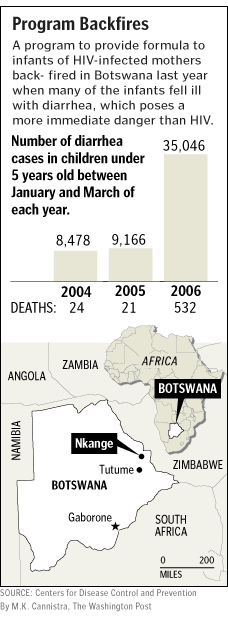 Program Backfires
A program to provide formula to
infants of HIV-infected mothers
back- fired in Botswana last year
when many of the infants fell ill
with diarrhea, which poses a
more immediate danger than HIV.
Number of diarrhea
cases in children under
5 years old between
January and March of
each year.
35,046
8,478
9,166
2004 2005 2006
DEATHS: 24 21 532
AFRICA
ZAMBIA
ANGOLA
BOTSWANA
NAMIBIA
Nkange
ZIMBABWE
Tutume
BOTSWANA
Gaborone
SOUTH
AFRICA
0 200
MILES
SOURCE: Centers for Disease Control and Prevention
By M.K. Cannistra, The Washington Post